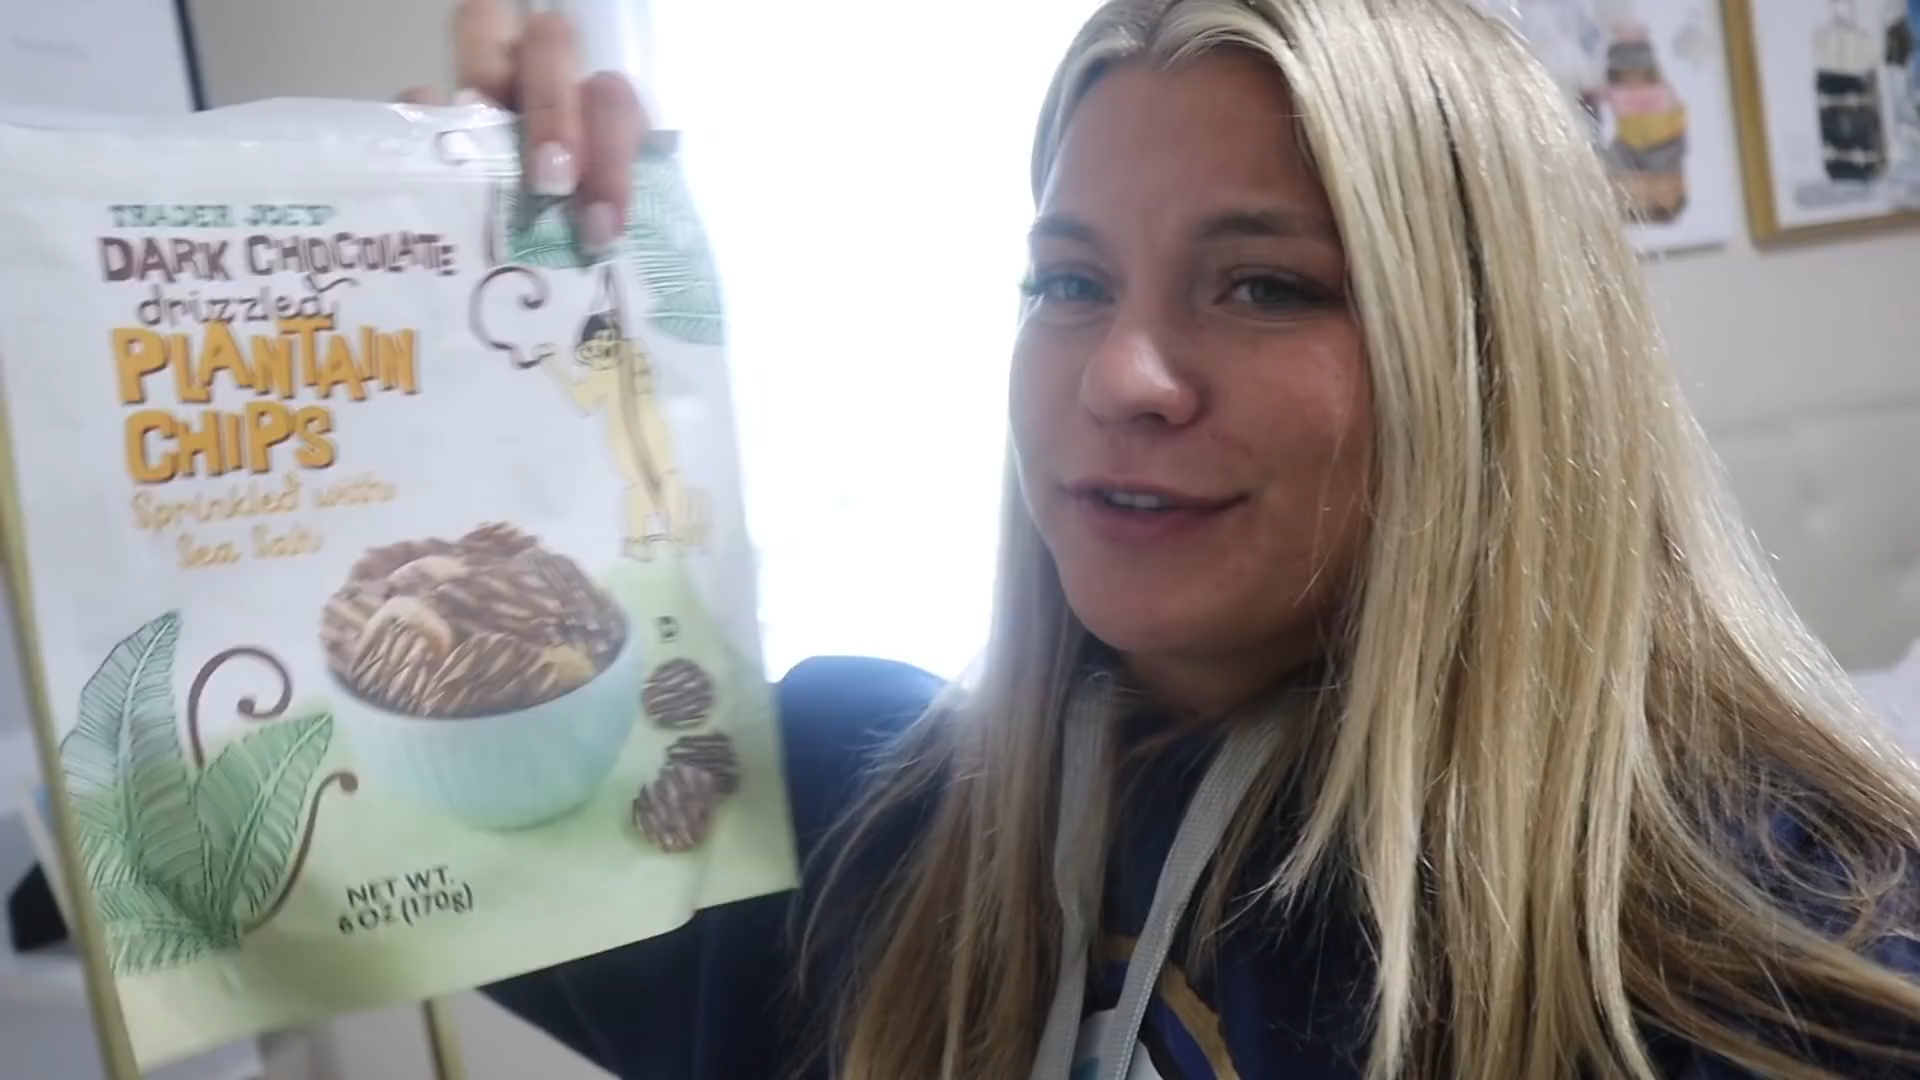 TRADER JOE'S
DARK CHOCOLATE
drizzled
PLANTAIN
CHIPS
Sprinkled with
Sea Salt
D
NET WT.
6 OZ (170g)